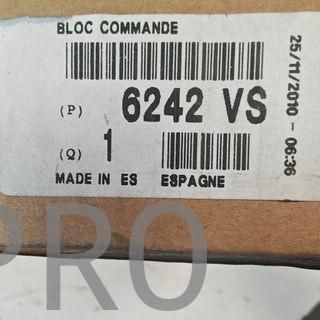 BLOC COMMANDE
(P) 6242 VS
(Q) 1
MADE IN ES ESPAGNE
25/11/2010 - 06:36
PRO